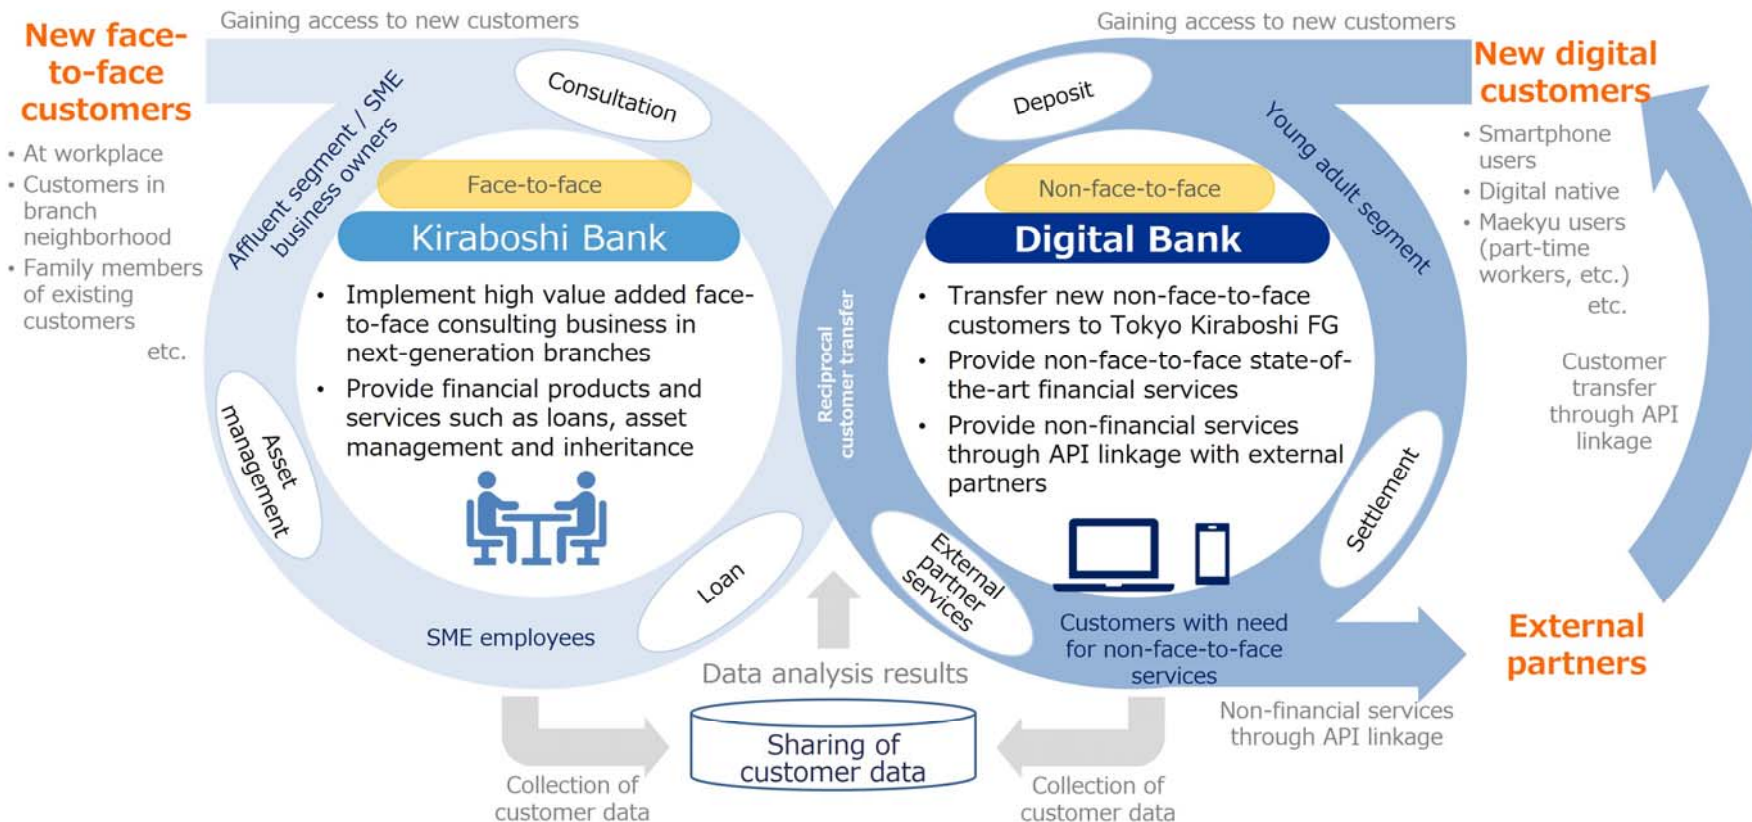 Gaining access to new customers
New face-
to-face
customers
• At workplace
• Customers in
branch
neighborhood
• Family members
of existing
customers
etc.
Affluent segment / SME
business owners
Consultation
Face-to-face
Kiraboshi Bank
• Implement high value added face-
to-face consulting business in
next-generation branches
• Provide financial products and
services such as loans, asset
management and inheritance
Asset
management
Loan
SME employees
Reciprocal
customer transfer
Gaining access to new customers
Deposit
Young adult segment
Non-face-to-face
Digital Bank
• Transfer new non-face-to-face
customers to Tokyo Kiraboshi FG
• Provide non-face-to-face state-of-
the-art financial services
• Provide non-financial services
through API linkage with external
partners
External
partner
services
Settlement
Customers with need
for non-face-to-face
services
New digital
customers
• Smartphone
users
• Digital native
• Maekyu users
(part-time
workers, etc.)
etc.
Customer
transfer
through API
linkage
External
partners
Non-financial services
through API linkage
Data analysis results
Sharing of
customer data
Collection of
customer data
Collection of
customer data